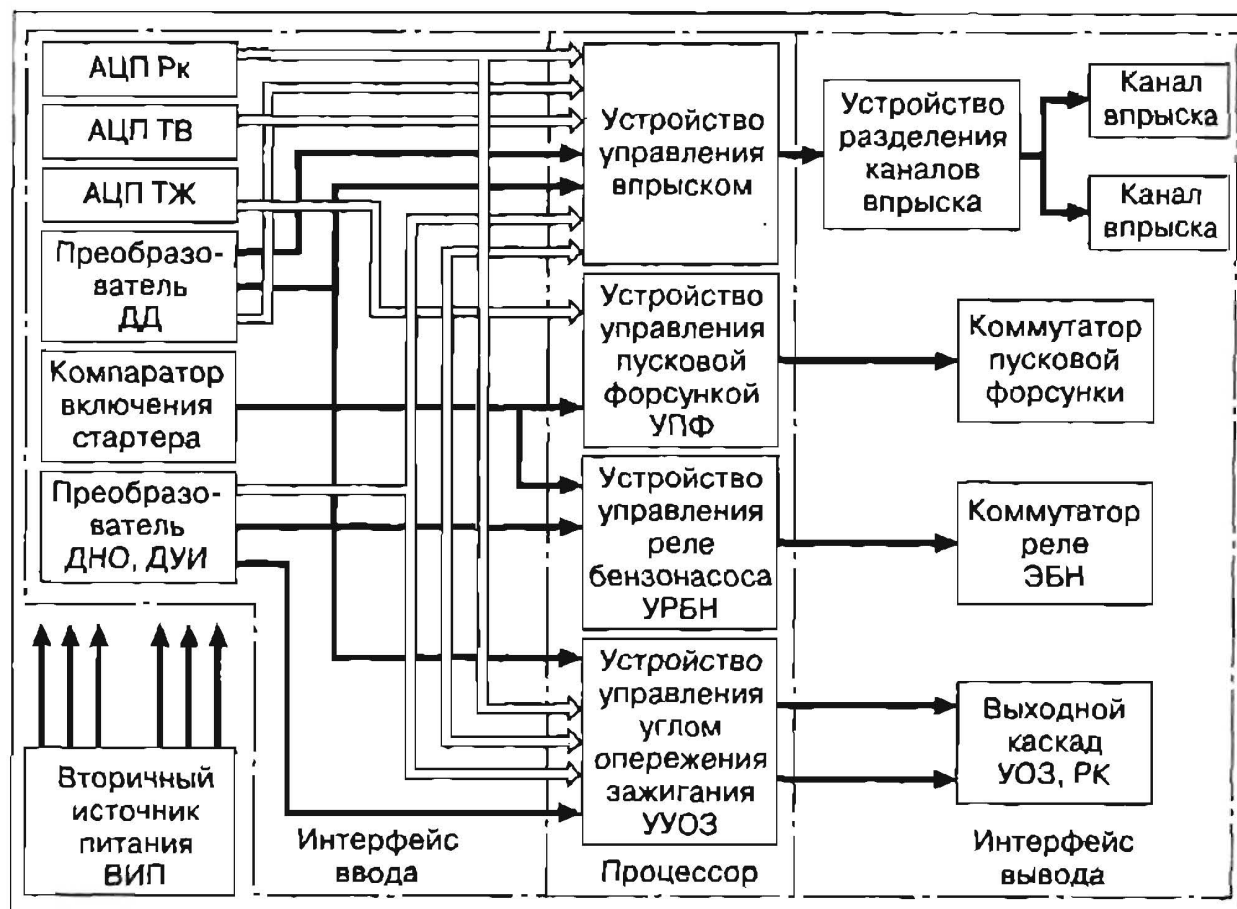 АЦП Рк
АЦП ТВ
АЦП ТЖ
Преобразо-
ватель
ДД
Компаратор
включения
стартера
Преобразо-
ватель
ДНО, ДУИ
Вторичный
источник
питания
ВИП
Интерфейс
ввода
Устройство
управления
впрыском
Устройство
управления
пусковой
форсункой
УПФ
Устройство
управления
реле
бензонасоса
УРБН
Устройство
управления
углом
опережения
зажигания
УУОЗ
Процессор
Устройство
разделения
каналов
впрыска
Канал
впрыска
Канал
впрыска
Коммутатор
пусковой
форсунки
Коммутатор
реле
ЭБН
Выходной
каскад
УОЗ, РК
Интерфейс
вывода